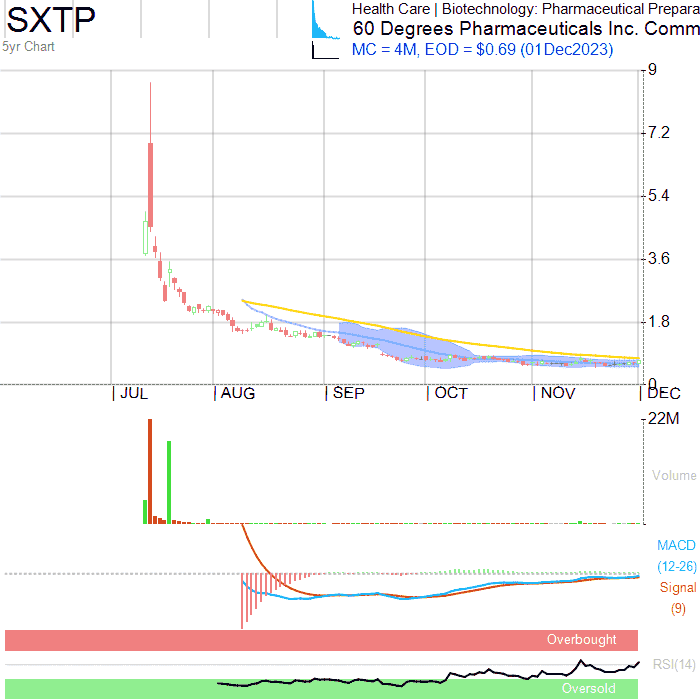 SXTP
5yr Chart
Health Care | Biotechnology: Pharmaceutical Prepara
60 Degrees Pharmaceuticals Inc. Comm
MC = 4M, EOD = $0.69 (01Dec2023)
9
7.2
5.4
3.6
1.8
0
JUL AUG SEP OCT NOV DEC
22M
Volume
MACD
(12-26)
Signal
(9)
Overbought
RSI(14)
Oversold